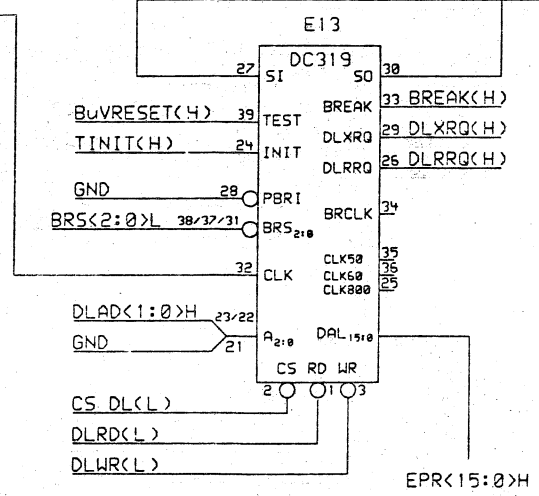 E13
DC319
27 SI SO 30
33 BREAK(H)
BREAK
BuVRESET(4) 39 TEST
29 DLXRQ(H)
DLXRQ
TINIT(H) 24 INIT
26 DLRRQ(H)
DLRRQ
GND 28 PBRI
BRCLK 34
BRS<2:0>L 38/37/31 BRS2:0
CLK50 35
CLK60 36
CLK800 25
32 CLK
DLAD<1:0>H 23/22
A2:0 DAL15:0
GND 21
CS RD WR
2 1 3
CS DL(L)
DLRD(L)
DLWR(L)
EPR<15:0>H